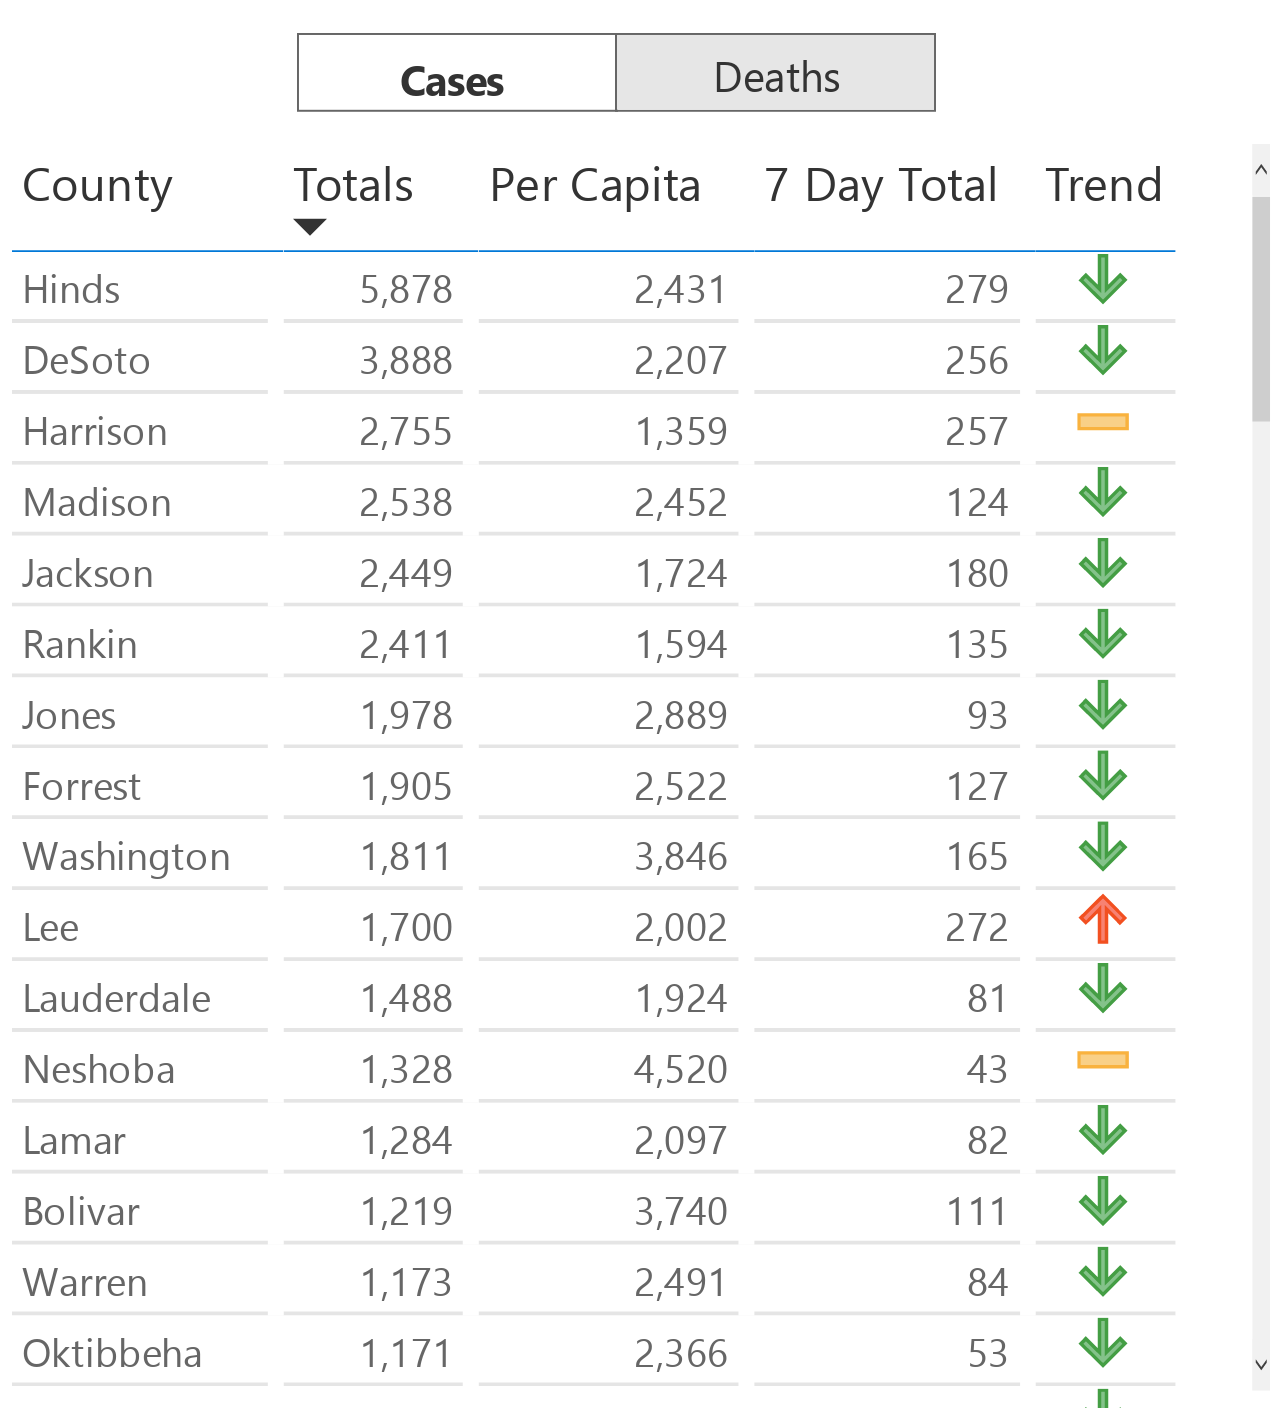 Cases Deaths
County Totals Per Capita 7 Day Total Trend
Hinds 5,878 2,431 279
DeSoto 3,888 2,207 256
Harrison 2,755 1,359 257
Madison 2,538 2,452 124
Jackson 2,449 1,724 180
Rankin 2,411 1,594 135
Jones 1,978 2,889 93
Forrest 1,905 2,522 127
Washington 1,811 3,846 165
Lee 1,700 2,002 272
Lauderdale 1,488 1,924 81
Neshoba 1,328 4,520 43
Lamar 1,284 2,097 82
Bolivar 1,219 3,740 111
Warren 1,173 2,491 84
Oktibbeha 1,171 2,366 53